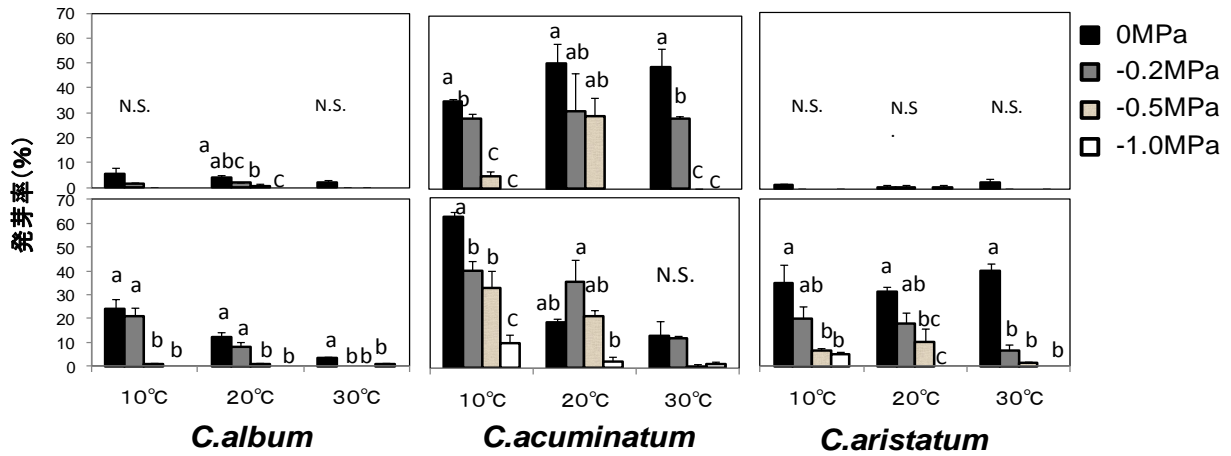 70
60
50
40
30
20
10
0
N.S.
a
abc
b
c
N.S.
a
b
c
c
a
ab
ab
a
b
c
c
N.S.
N.S
.
N.S.
0MPa
-0.2MPa
-0.5MPa
-1.0MPa
発芽率(%)
70
60
50
40
30
20
10
0
a
a
b
b
a
a
b
b
a
b
b
b
a
b
b
c
ab
a
ab
b
N.S.
a
ab
b
b
a
ab
bc
c
a
b
b
b
10℃
20℃
30℃
10℃
20℃
30℃
10℃
20℃
30℃
C.album
C.acuminatum
C.aristatum